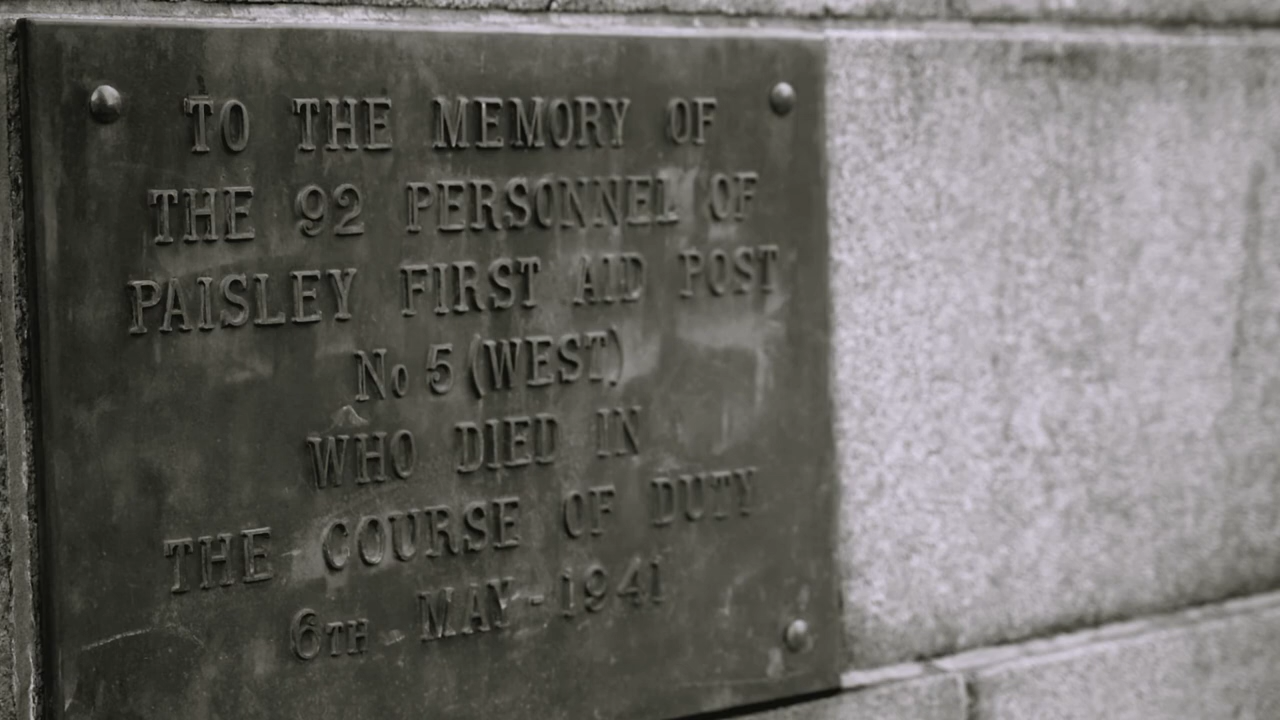 TO THE MEMORY OF
THE 92 PERSONNEL OF
PAISLEY FIRST AID POST
No 5 (WEST)
WHO DIED IN
THE COURSE OF DUTY
6TH MAY - 1941